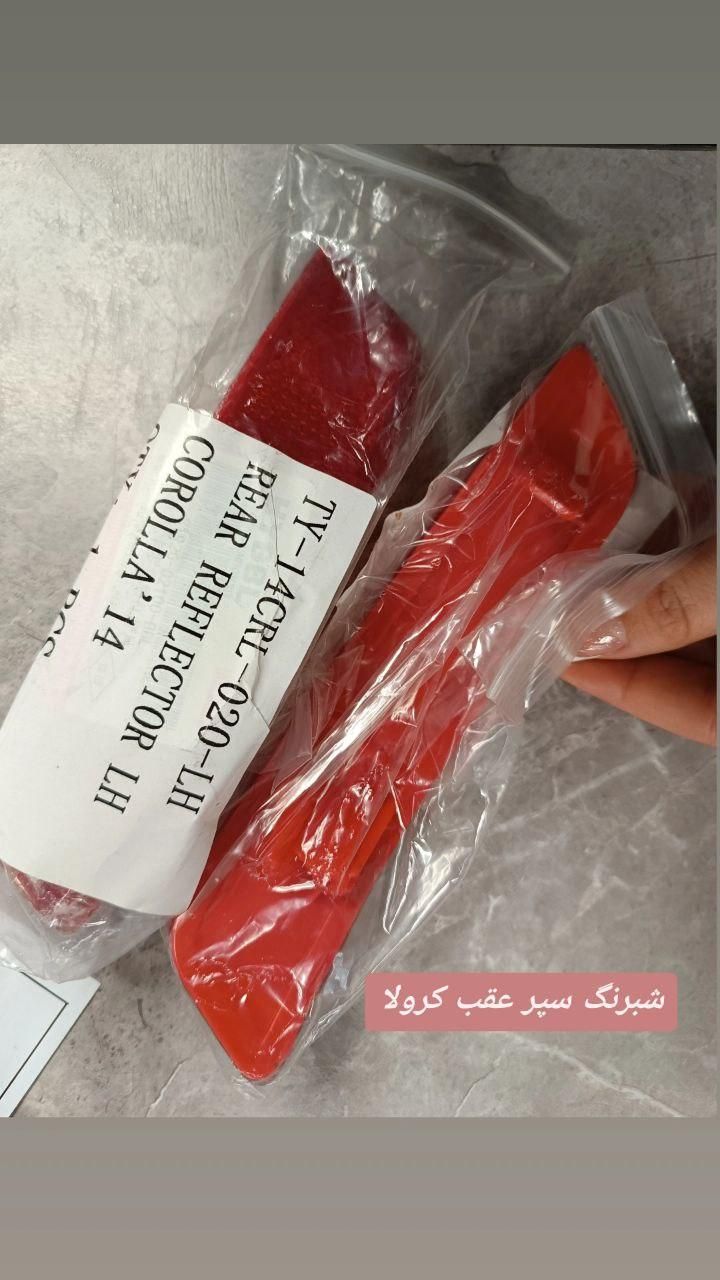 TY-14CRL-020-LH
REAR REFLECTOR LH
COROLLA' 14
شبرنگ سپر عقب کرولا